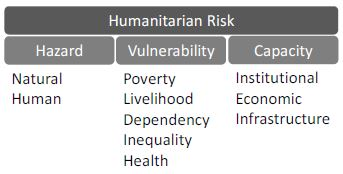 Humanitarian Risk
Hazard
Vulnerability
Capacity
Natural
Human
Poverty
Livelihood
Dependency
Inequality
Health
Institutional
Economic
Infrastructure